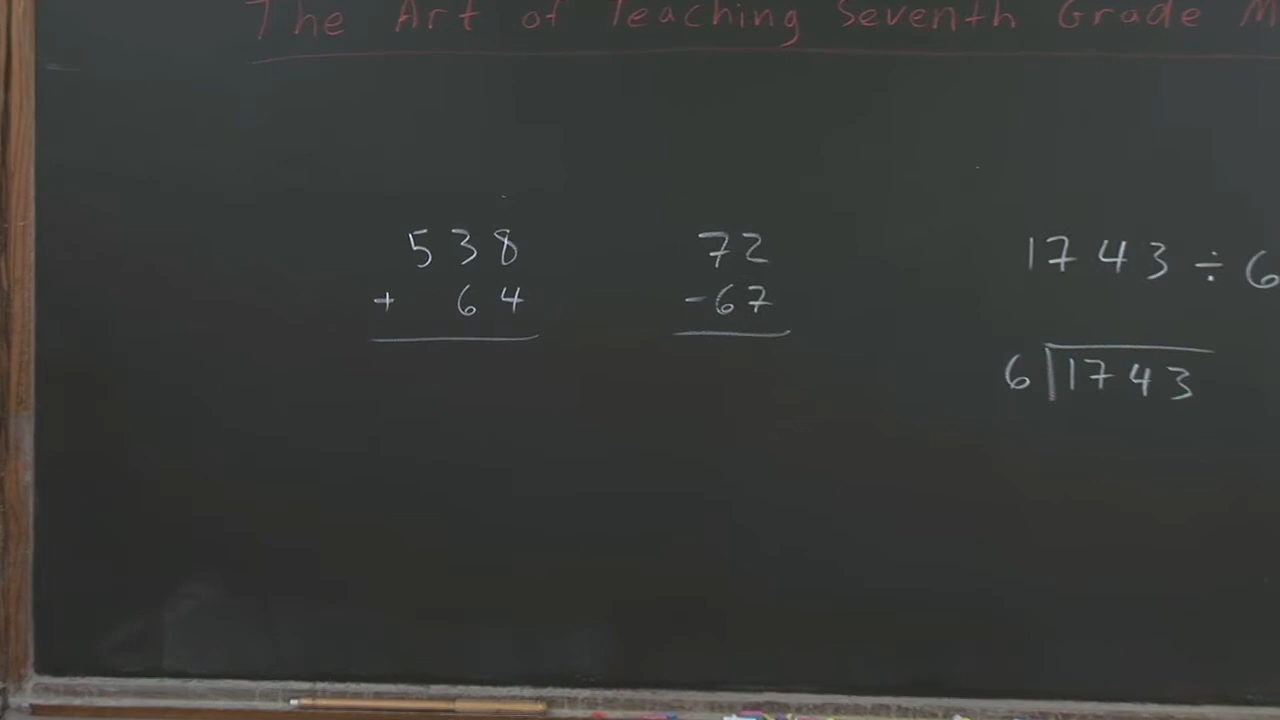 The Art of Teaching Seventh Grade
538
+ 64
72
-67
1743 ÷ 6
6 1743